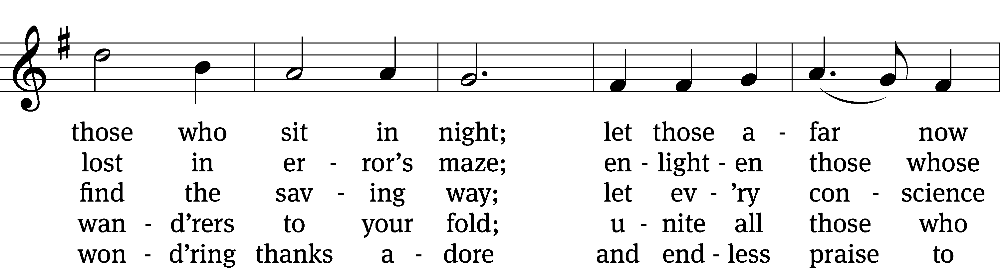 those who sit in night; let those a - far now
lost in er - ror’s maze; en - light - en those whose
find the sav - ing way; let ev - ’ry con - science
wan - d’rers to your fold; u - nite all those who
won - d’ring thanks a - dore and end - less praise to